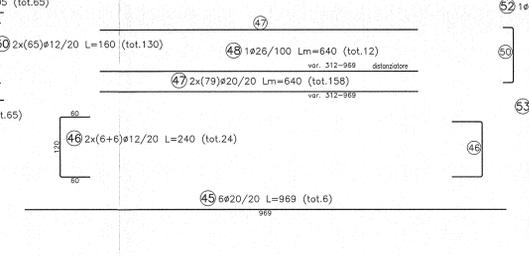 (tot.65)
52 1ø
47
50 2x(65)ø12/20 L=160 (tot.130)
48 1ø26/100 Lm=640 (tot.12)
50
var. 312-969 distanziatore
47 2x(79)ø20/20 Lm=640 (tot.158)
var. 312-969
53
t.65)
60
46 2x(6+6)ø12/20 L=240 (tot.24)
120
46
60
45 6ø20/20 L=969 (tot.6)
969